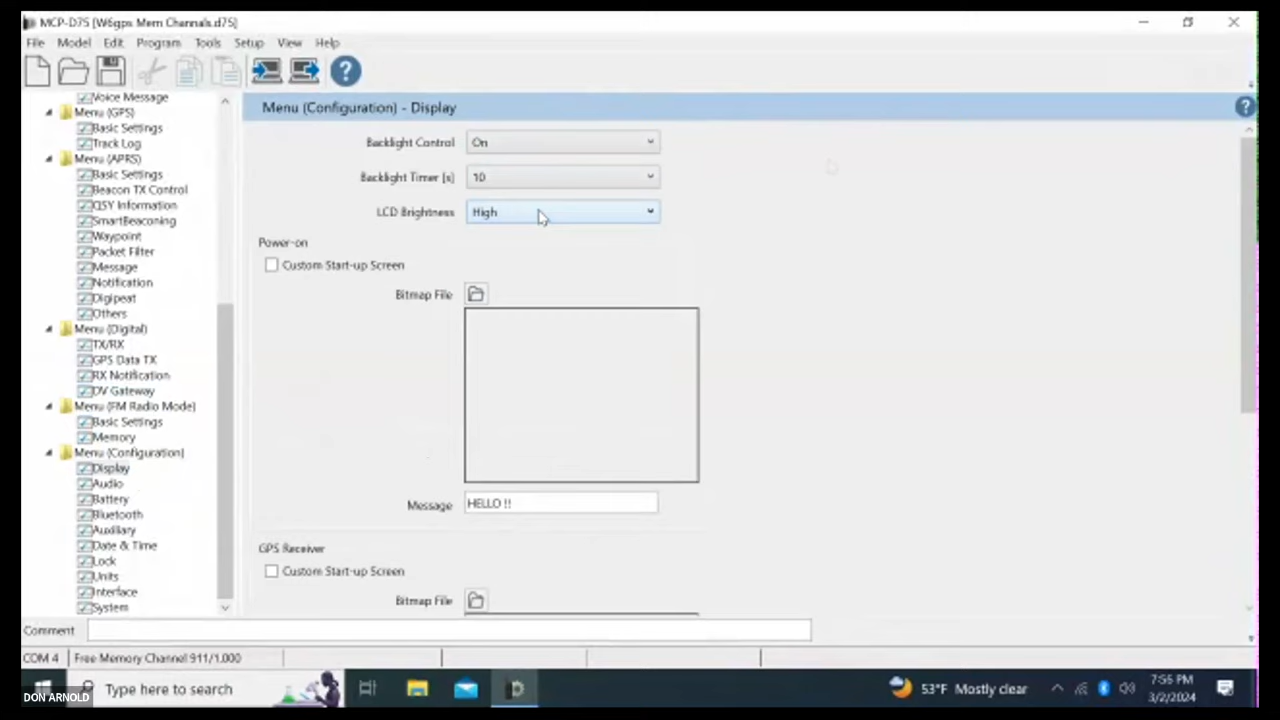 MCP-D75 [W6gps Mem Channels.d75]
File Model Edit Program Tools Setup View Help
Voice Message
Menu (GPS)
Basic Settings
Track Log
Menu (APRS)
Basic Settings
Beacon TX Control
QSY Information
SmartBeaconing
Waypoint
Packet Filter
Message
Notification
Digipeat
Others
Menu (Digital)
TX/RX
GPS Data TX
RX Notification
DV Gateway
Menu (FM Radio Mode)
Basic Settings
Memory
Menu (Configuration)
Display
Audio
Battery
Bluetooth
Auxiliary
Date & Time
Lock
Units
Interface
System
Menu (Configuration) - Display
Backlight Control On
Backlight Timer [s] 10
LCD Brightness High
Power-on
Custom Start-up Screen
Bitmap File
Message HELLO !!
GPS Receiver
Custom Start-up Screen
Bitmap File
Comment
COM 4 Free Memory Channel 911/1.000
Type here to search
53°F Mostly clear
7:55 PM
3/2/2024
DON ARNOLD